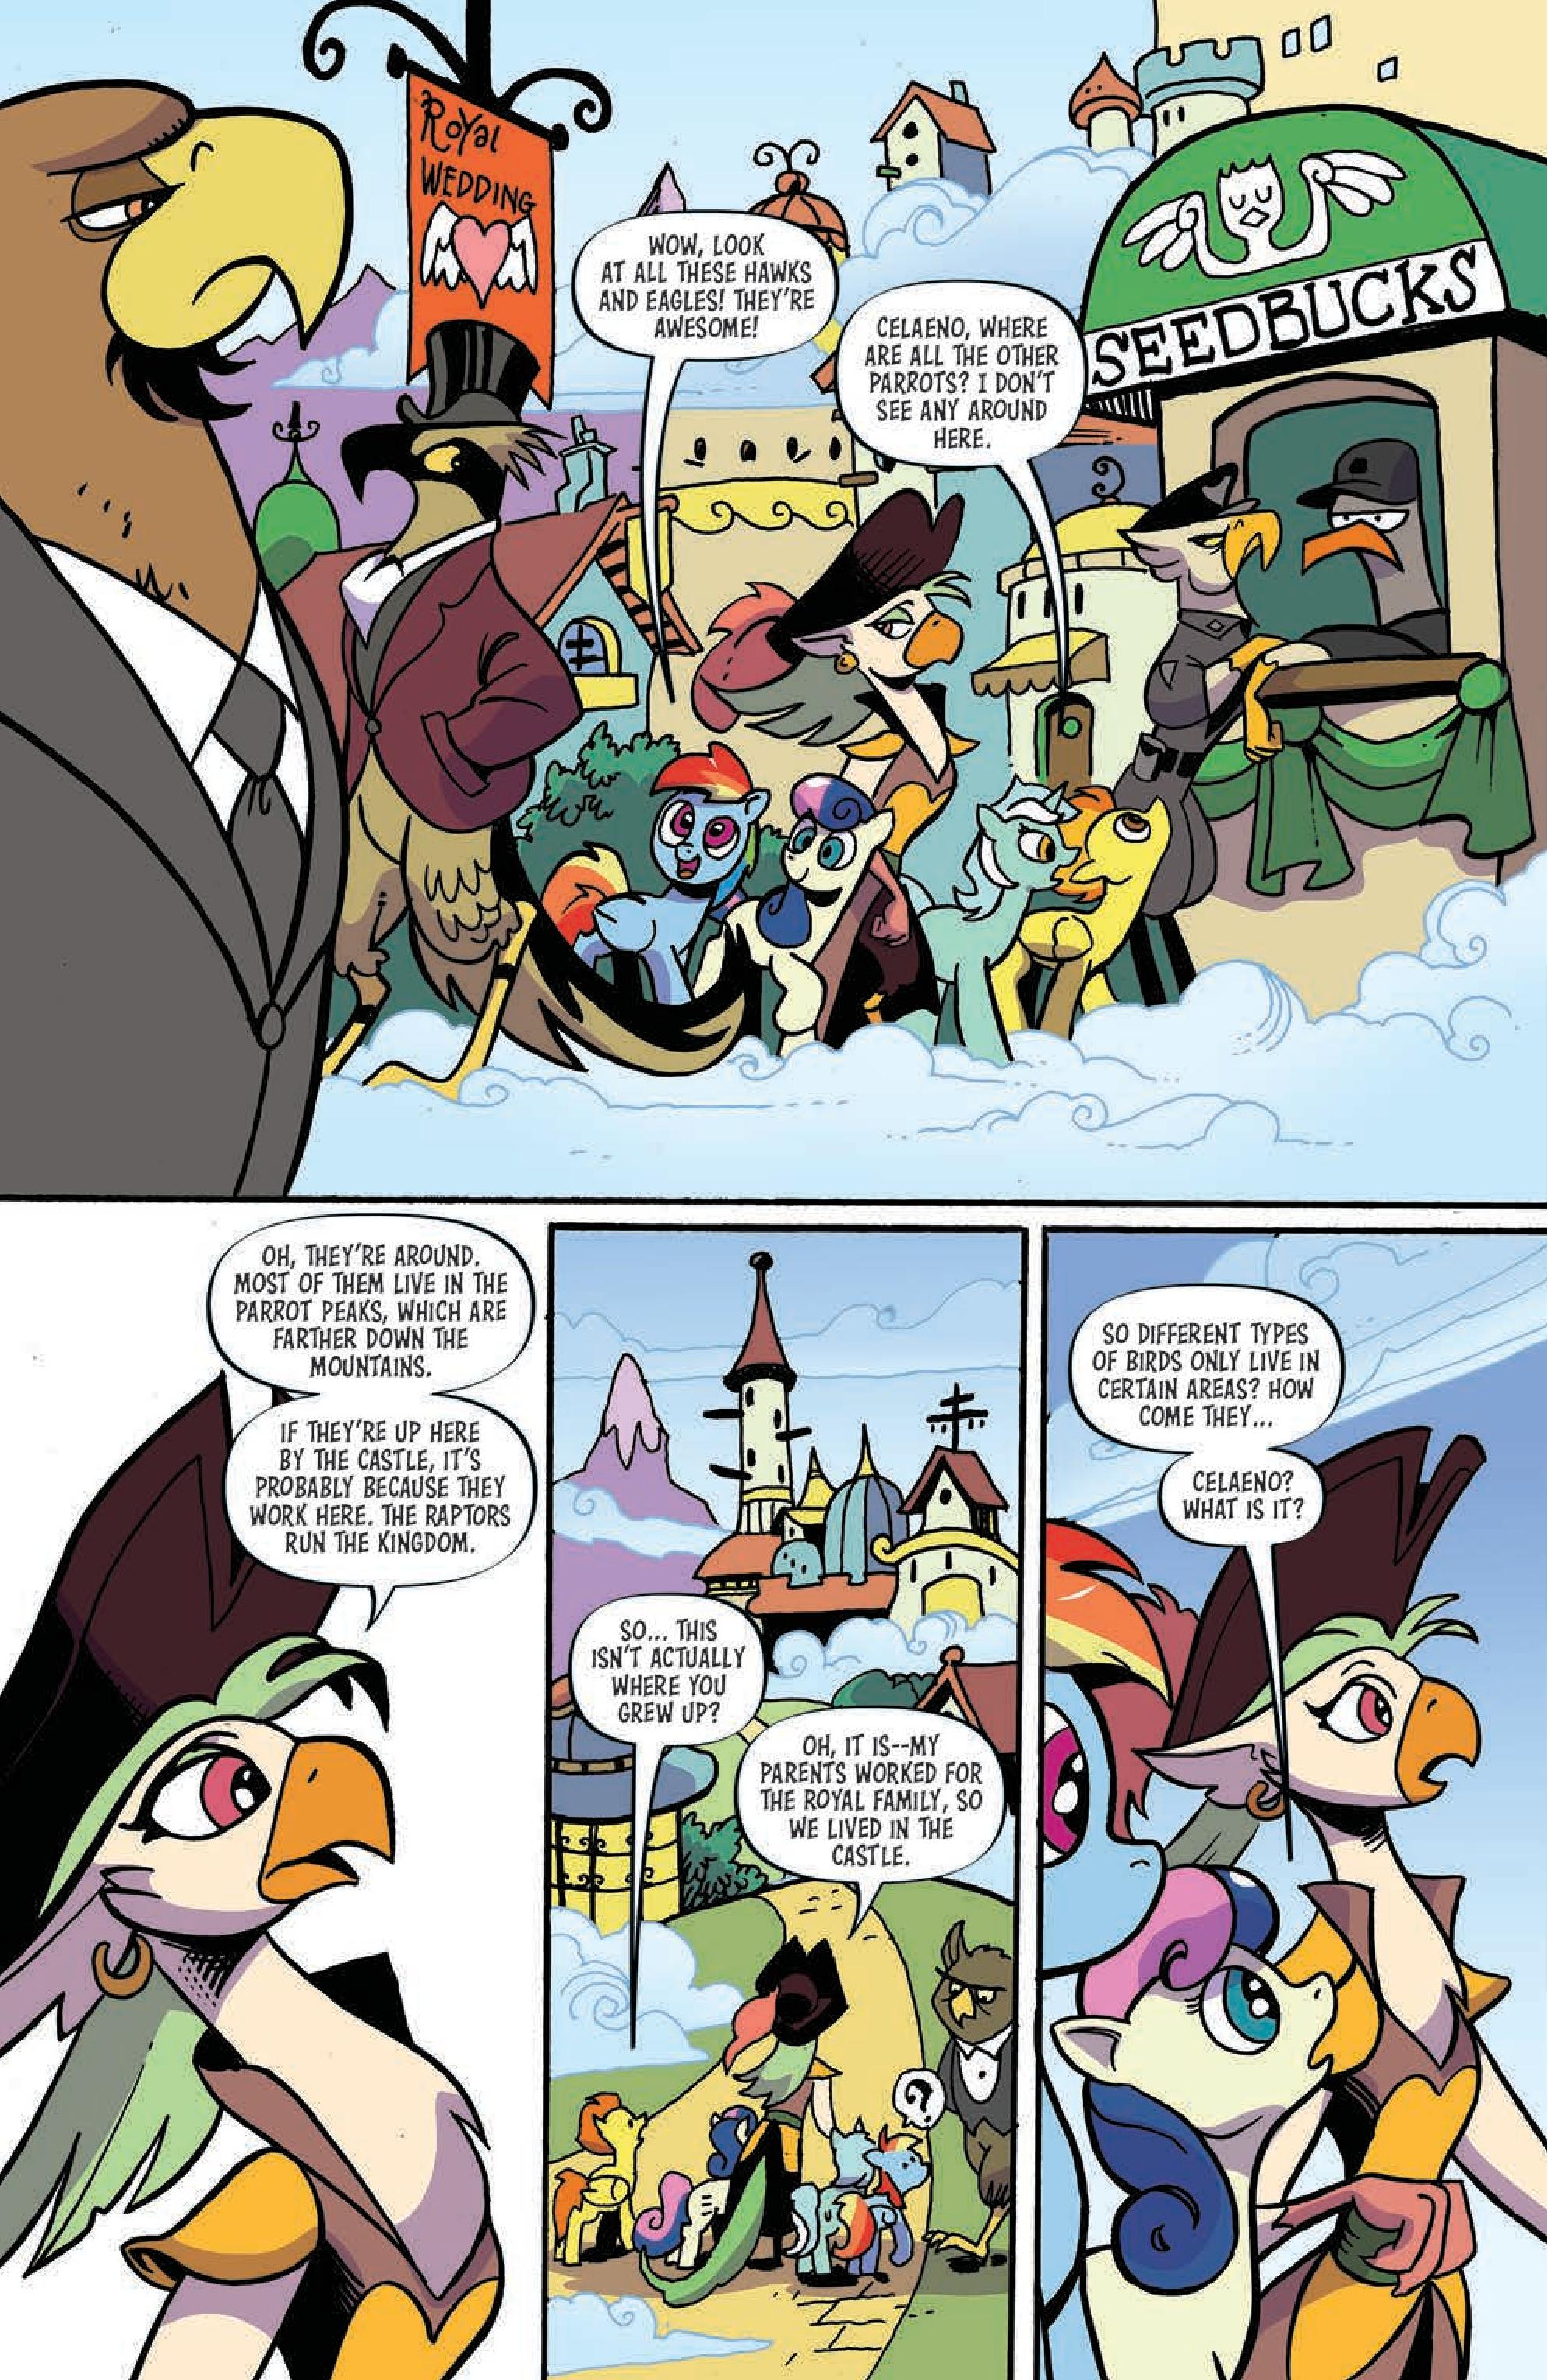 ROYAL
WEDDING
WOW, LOOK
AT ALL THESE HAWKS
AND EAGLES! THEY'RE
AWESOME!
CELAENO, WHERE
ARE ALL THE OTHER
PARROTS? I DON'T
SEE ANY AROUND
HERE.
SEEDBUCKS
OH, THEY'RE AROUND.
MOST OF THEM LIVE IN THE
PARROT PEAKS, WHICH ARE
FARTHER DOWN THE
MOUNTAINS.
IF THEY'RE UP HERE
BY THE CASTLE, IT'S
PROBABLY BECAUSE THEY
WORK HERE. THE RAPTORS
RUN THE KINGDOM.
SO... THIS
ISN'T ACTUALLY
WHERE YOU
GREW UP?
OH, IT IS--MY
PARENTS WORKED FOR
THE ROYAL FAMILY, SO
WE LIVED IN THE
CASTLE.
?
SO DIFFERENT TYPES
OF BIRDS ONLY LIVE IN
CERTAIN AREAS? HOW
COME THEY...
CELAENO?
WHAT IS IT?